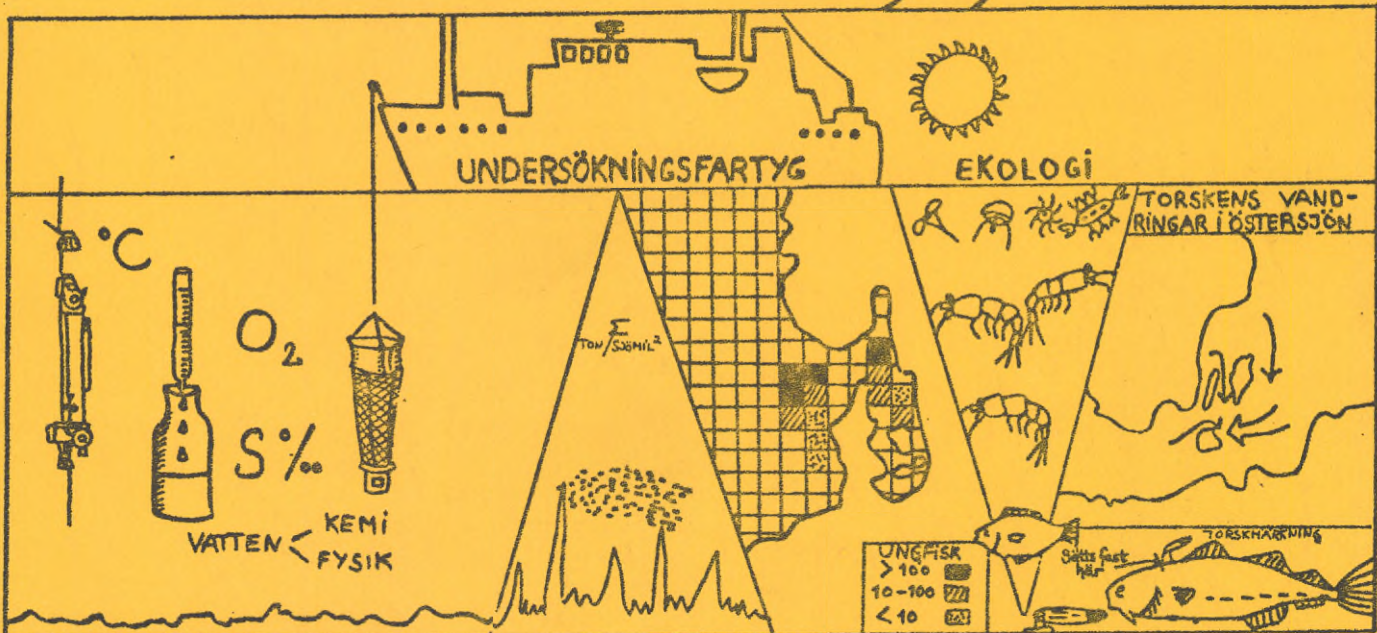 UNDERSÖKNINGSFARTYG
EKOLOGI
°C
O₂
S‰
VATTEN < KEMI
FYSIK
Σ
TON/SJÖMIL²
TORSKENS VAND-
RINGAR I ÖSTERSJÖN
UNGFISK
> 100
10-100
< 10
TORSKMÄRKNING
Sätts fast
här